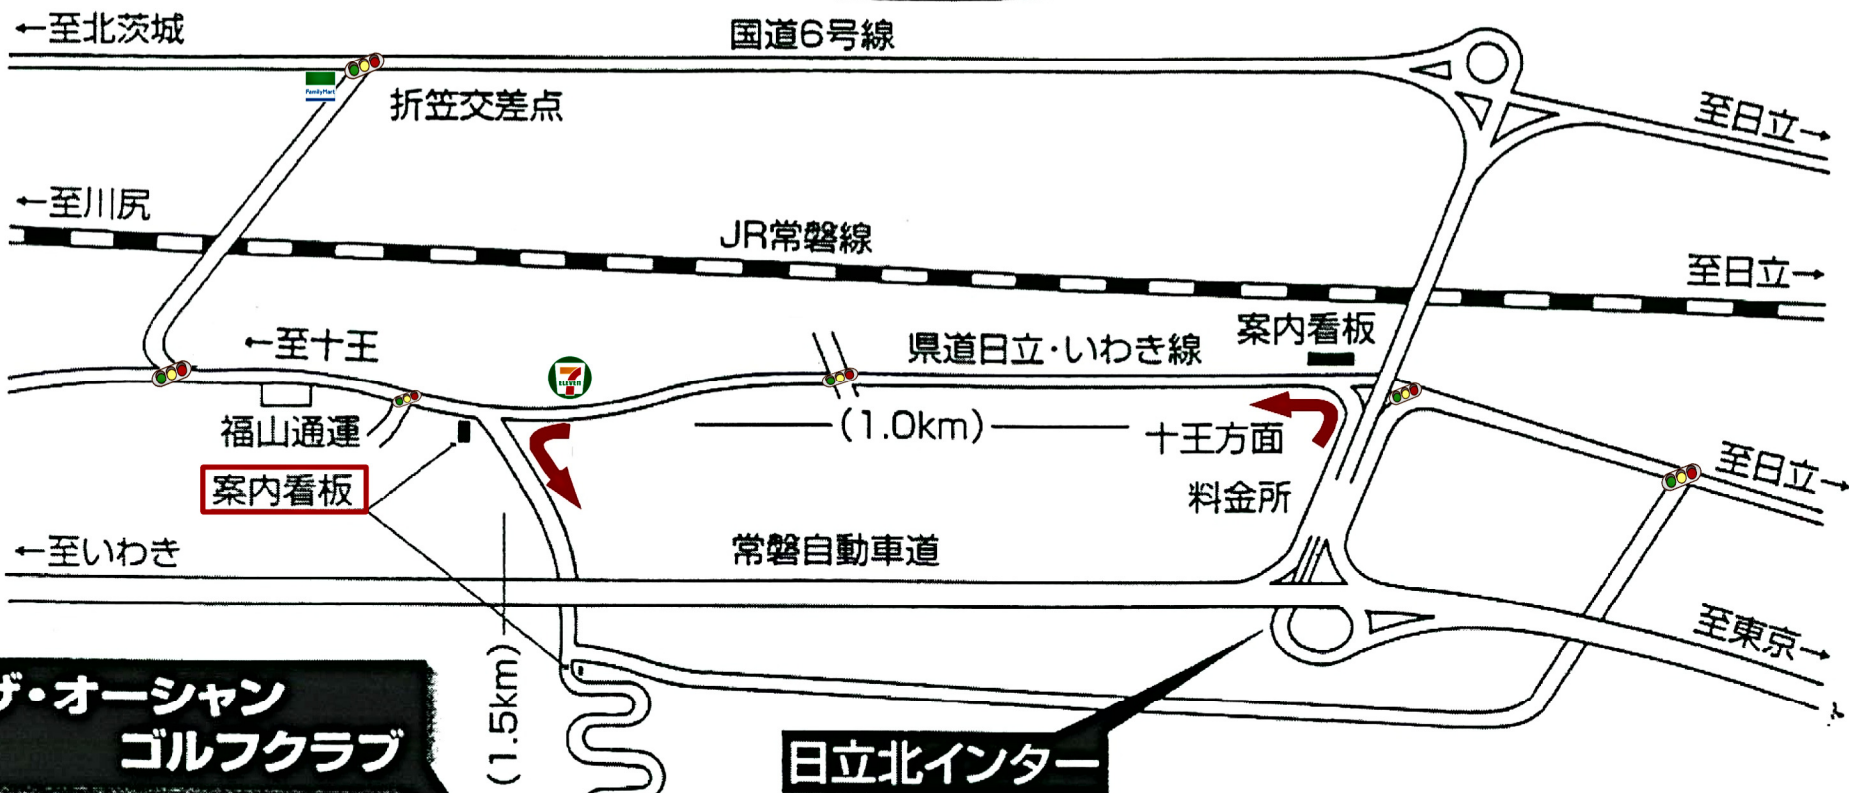 ←至北茨城
国道6号線
FamilyMart
折笠交差点
至日立→
←至川尻
JR常磐線
至日立→
←至十王
県道日立・いわき線
案内看板
7
ELEVEN
福山通運
(1.0km)
十王方面
案内看板
料金所
至日立→
←至いわき
常磐自動車道
至東京→
ザ・オーシャン
ゴルフクラブ
(1.5km)
日立北インター